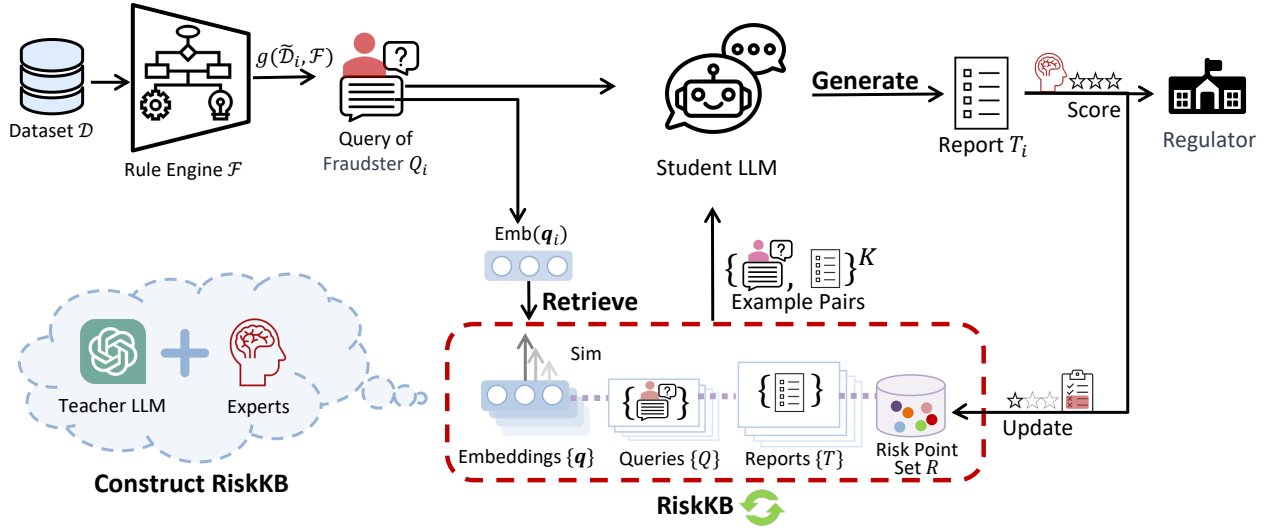 Dataset 𝒟
Rule Engine ℱ
g(𝒟̃ᵢ, ℱ)
?
Query of
Fraudster Qᵢ
Student LLM
Generate
Report Tᵢ
Score
Regulator
Emb(𝒒ᵢ)
Retrieve
{ ? , }ᴷ
Example Pairs
Teacher LLM
Experts
Construct RiskKB
Sim
{ ? }
{ }
Embeddings {𝒒}
Queries {Q}
Reports {T}
Risk Point
Set R
Update
RiskKB